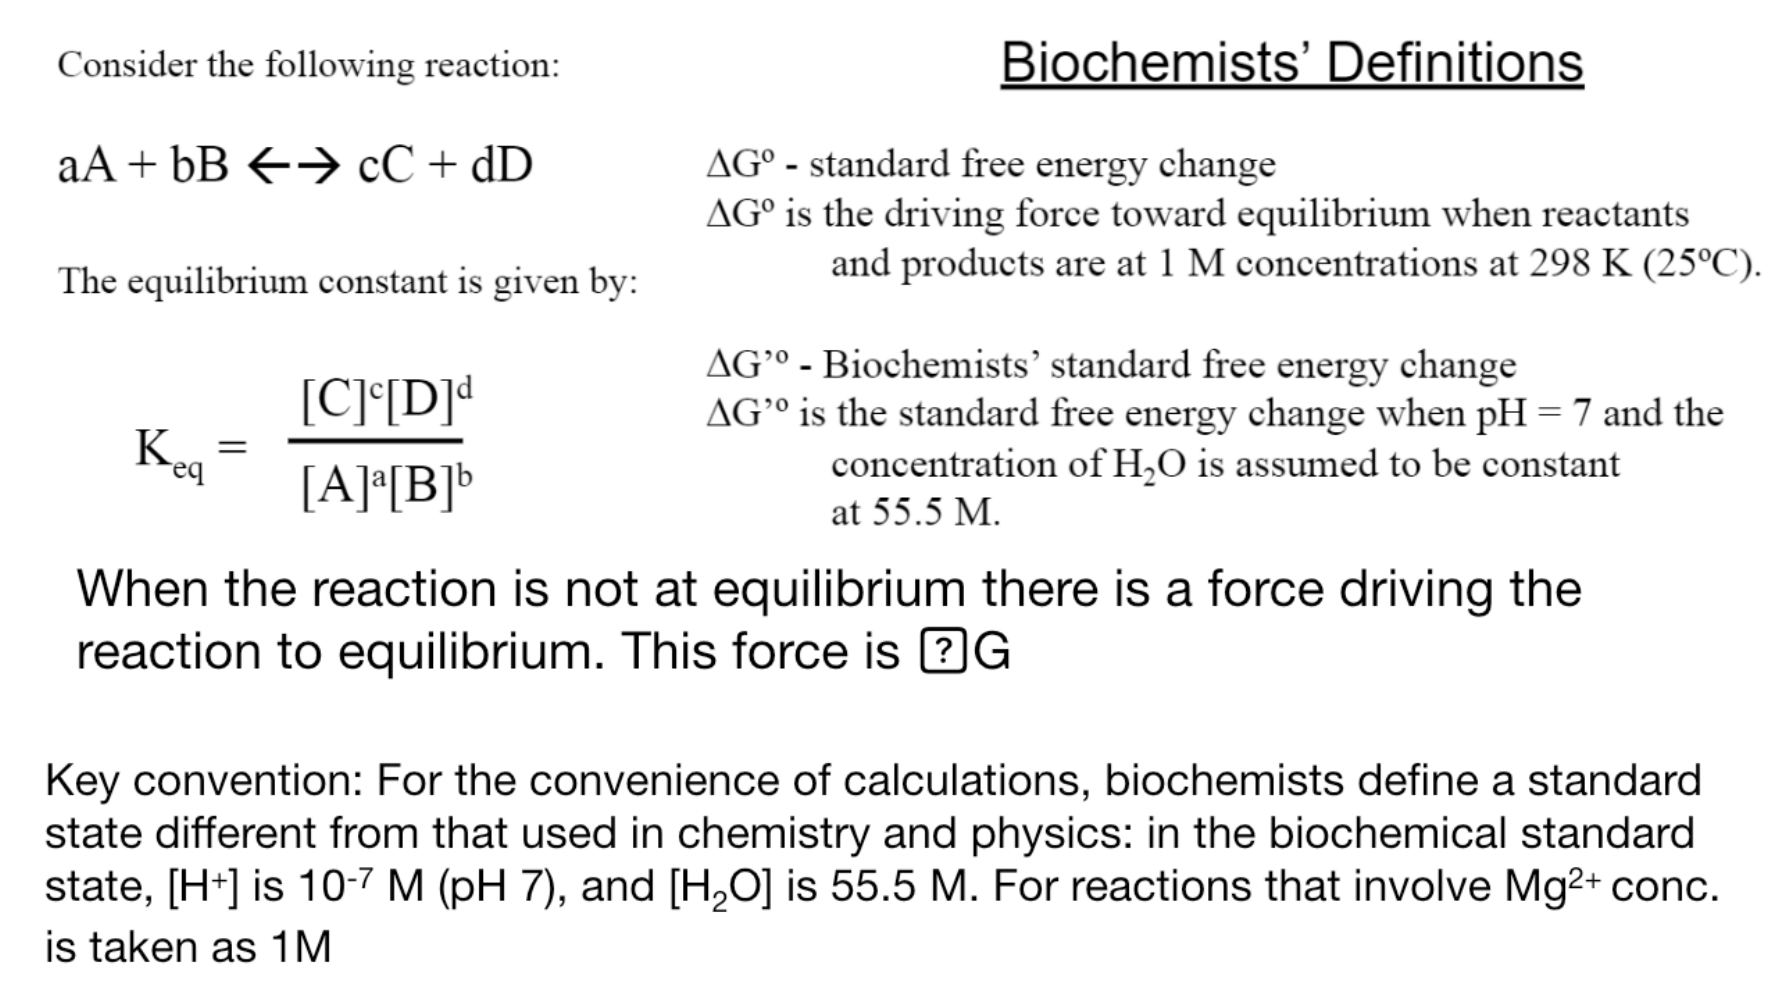 Consider the following reaction:
aA + bB ←→ cC + dD
The equilibrium constant is given by:
K_eq = [C]ᶜ[D]ᵈ
[A]ᵃ[B]ᵇ
Biochemists’ Definitions
ΔGº - standard free energy change
ΔGº is the driving force toward equilibrium when reactants
and products are at 1 M concentrations at 298 K (25ºC).
ΔG’º - Biochemists’ standard free energy change
ΔG’º is the standard free energy change when pH = 7 and the
concentration of H₂O is assumed to be constant
at 55.5 M.
When the reaction is not at equilibrium there is a force driving the
reaction to equilibrium. This force is [?]G
Key convention: For the convenience of calculations, biochemists define a standard
state different from that used in chemistry and physics: in the biochemical standard
state, [H⁺] is 10⁻⁷ M (pH 7), and [H₂O] is 55.5 M. For reactions that involve Mg²⁺ conc.
is taken as 1M